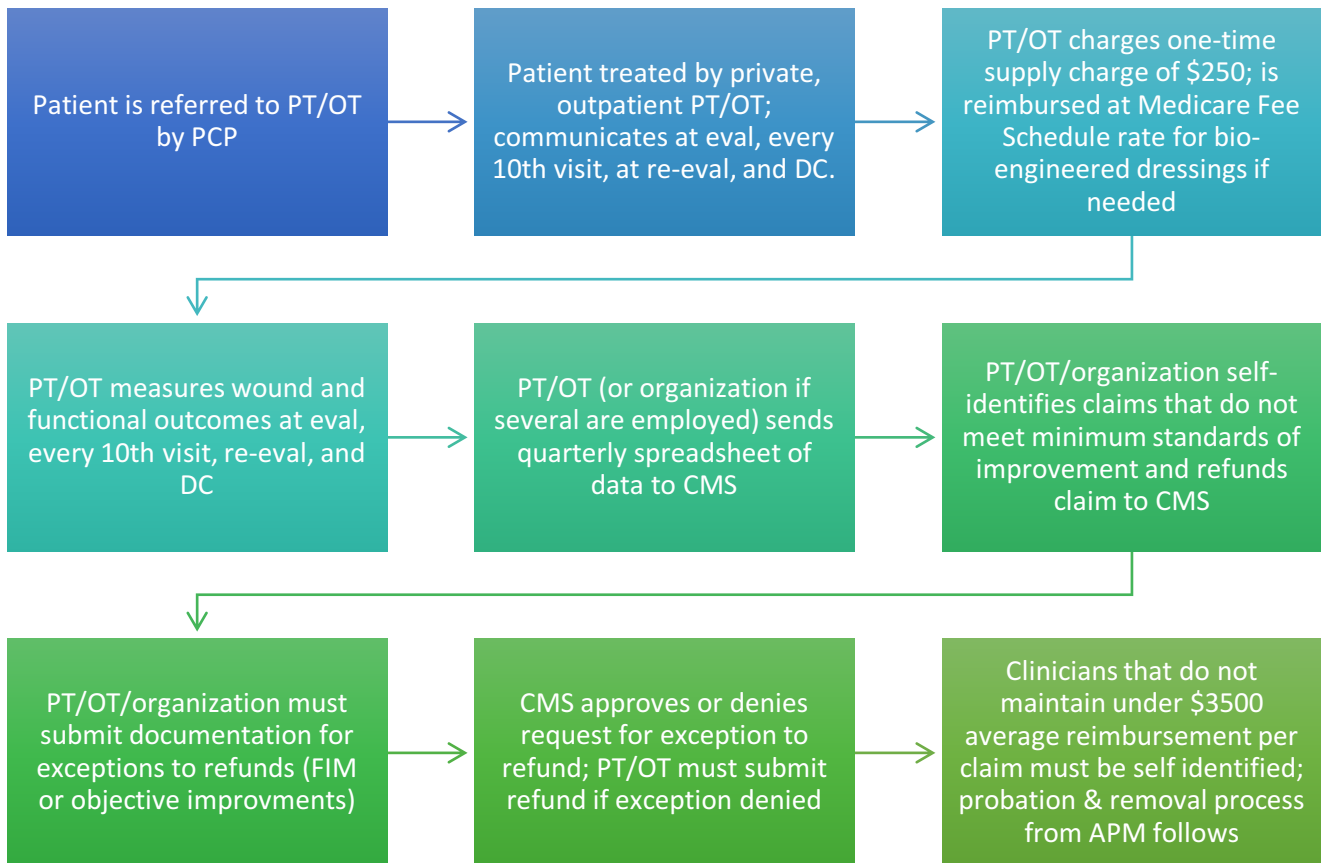 Patient is referred to PT/OT
by PCP
Patient treated by private,
outpatient PT/OT;
communicates at eval, every
10th visit, at re-eval, and DC.
PT/OT charges one-time
supply charge of $250; is
reimbursed at Medicare Fee
Schedule rate for bio-
engineered dressings if
needed
PT/OT measures wound and
functional outcomes at eval,
every 10th visit, re-eval, and
DC
PT/OT (or organization if
several are employed) sends
quarterly spreadsheet of
data to CMS
PT/OT/organization self-
identifies claims that do not
meet minimum standards of
improvement and refunds
claim to CMS
PT/OT/organization must
submit documentation for
exceptions to refunds (FIM
or objective improvments)
CMS approves or denies
request for exception to
refund; PT/OT must submit
refund if exception denied
Clinicians that do not
maintain under $3500
average reimbursement per
claim must be self identified;
probation & removal process
from APM follows